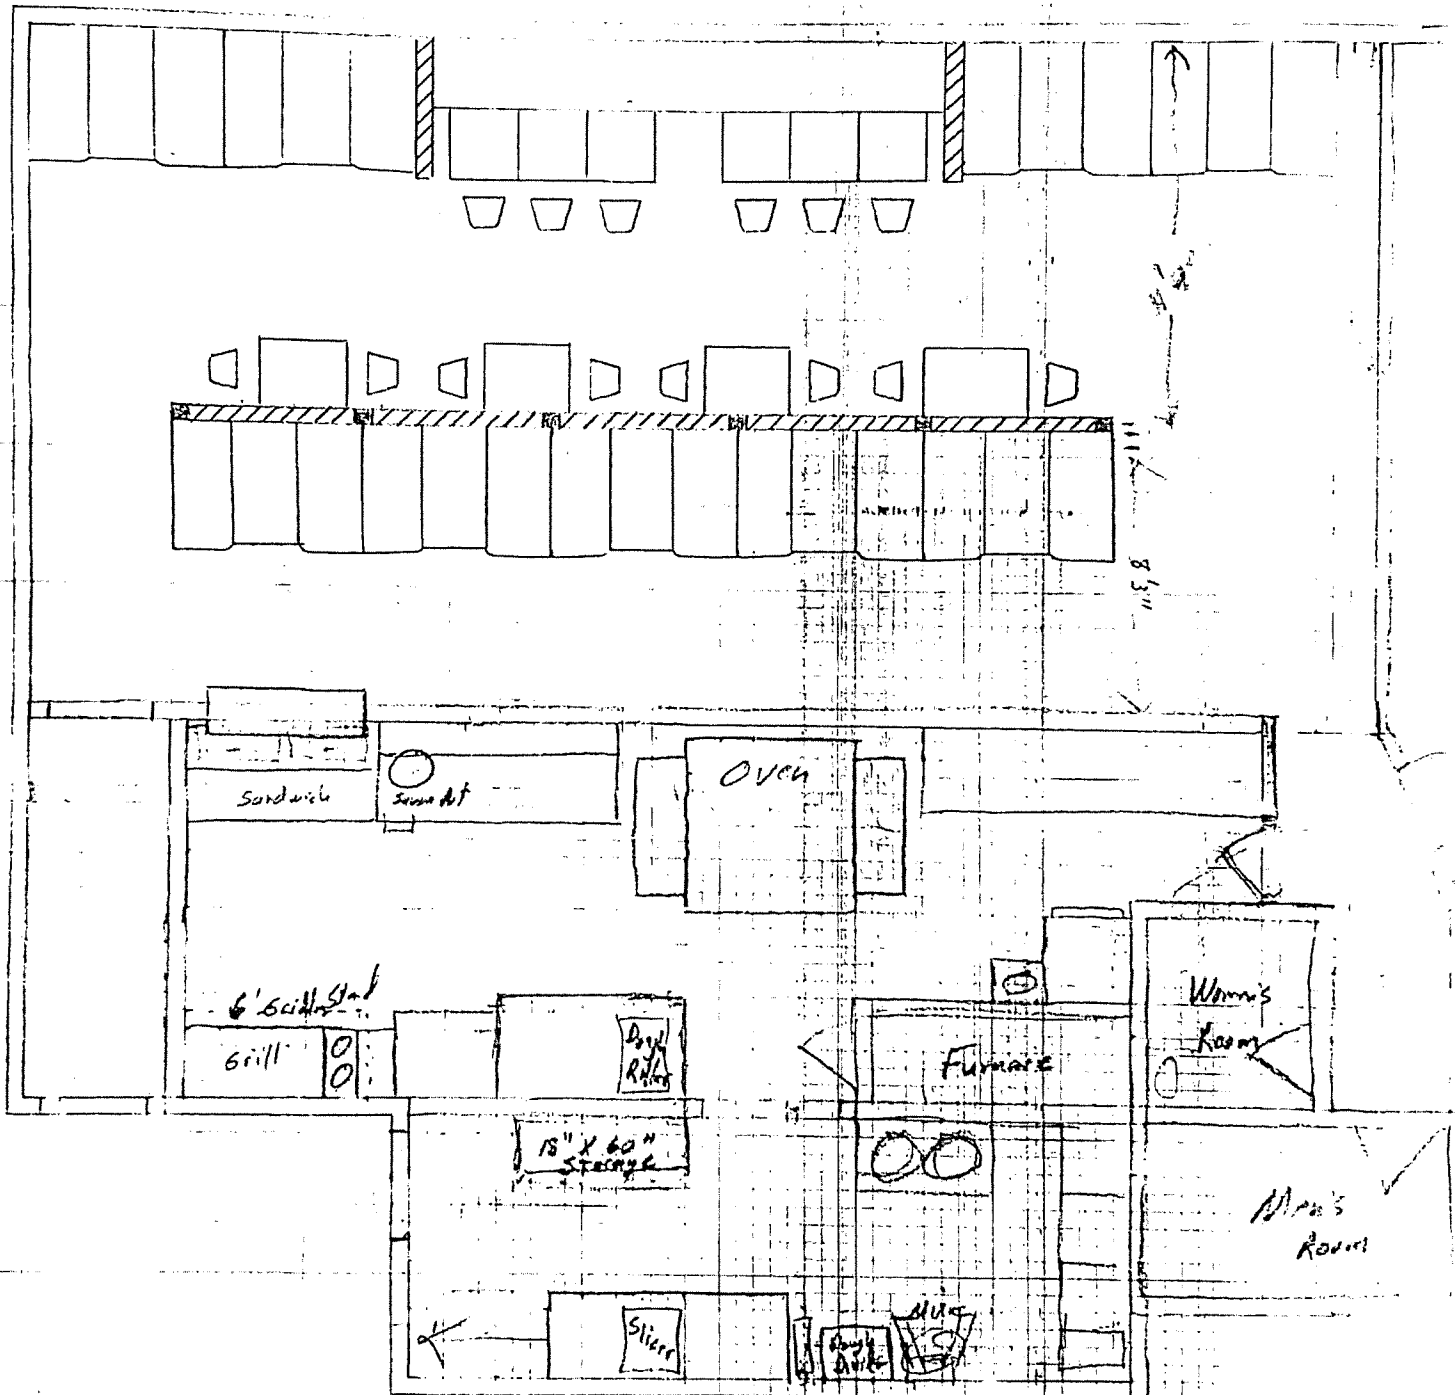 8'3"
Oven
Sandwich
6' Griddle Stand
Grill
Dough
Roller
Furnace
Women's
Room
18" X 60"
Storage
Men's
Room
Slicer
Dough